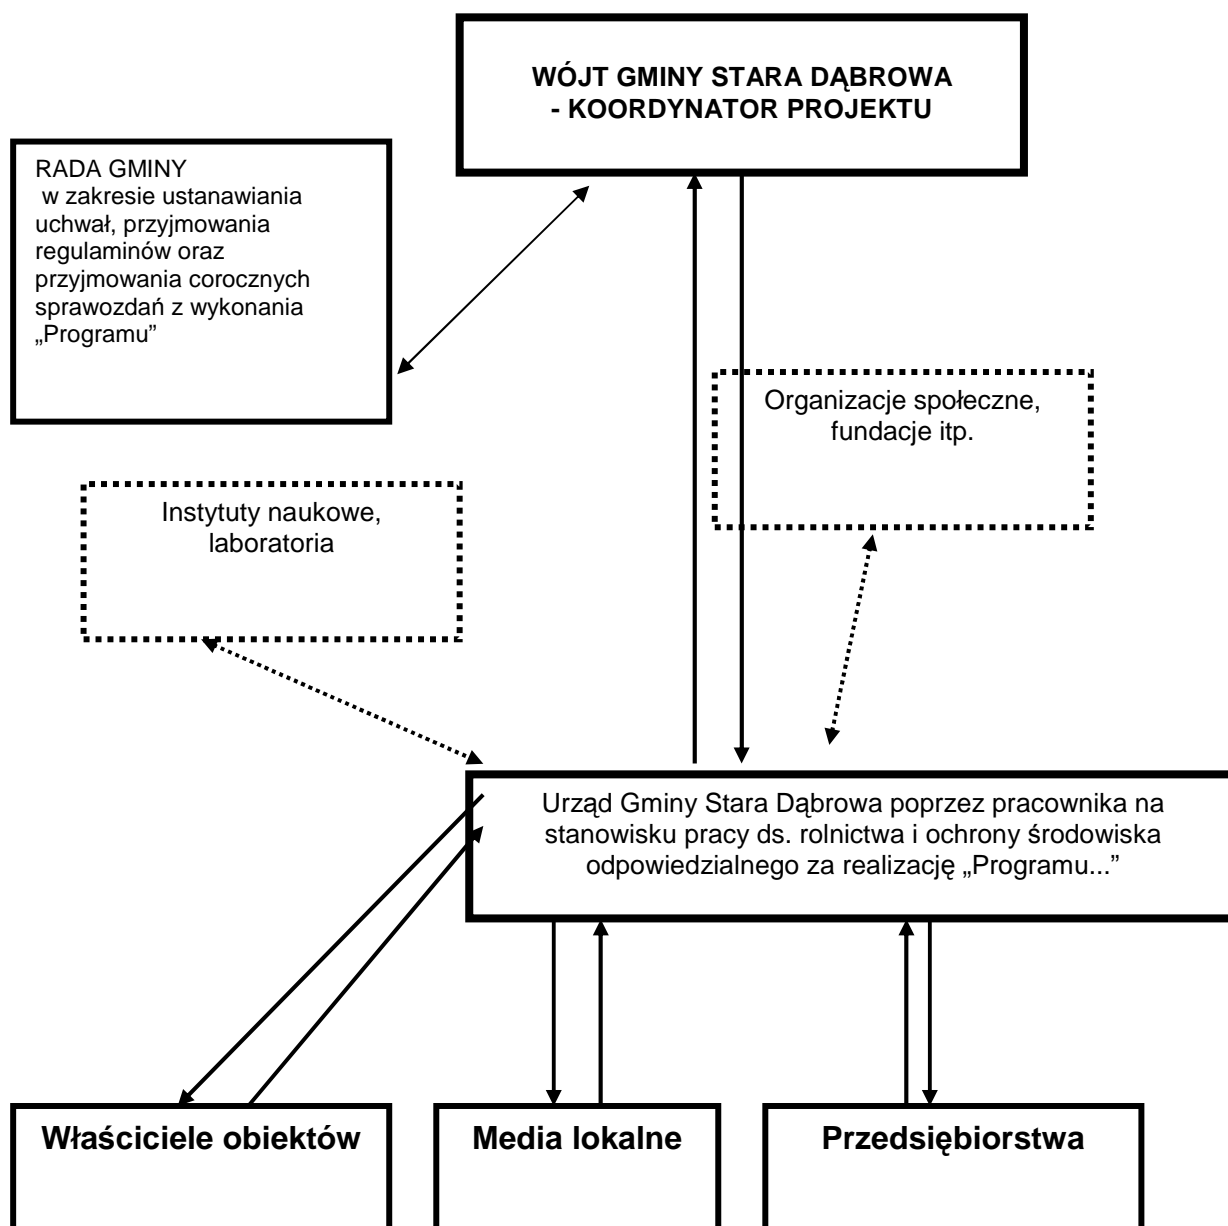 WÓJT GMINY STARA DĄBROWA
- KOORDYNATOR PROJEKTU
RADA GMINY
w zakresie ustanawiania
uchwał, przyjmowania
regulaminów oraz
przyjmowania corocznych
sprawozdań z wykonania
„Programu”
Organizacje społeczne,
fundacje itp.
Instytuty naukowe,
laboratoria
Urząd Gminy Stara Dąbrowa poprzez pracownika na
stanowisku pracy ds. rolnictwa i ochrony środowiska
odpowiedzialnego za realizację „Programu...”
Właściciele obiektów
Media lokalne
Przedsiębiorstwa